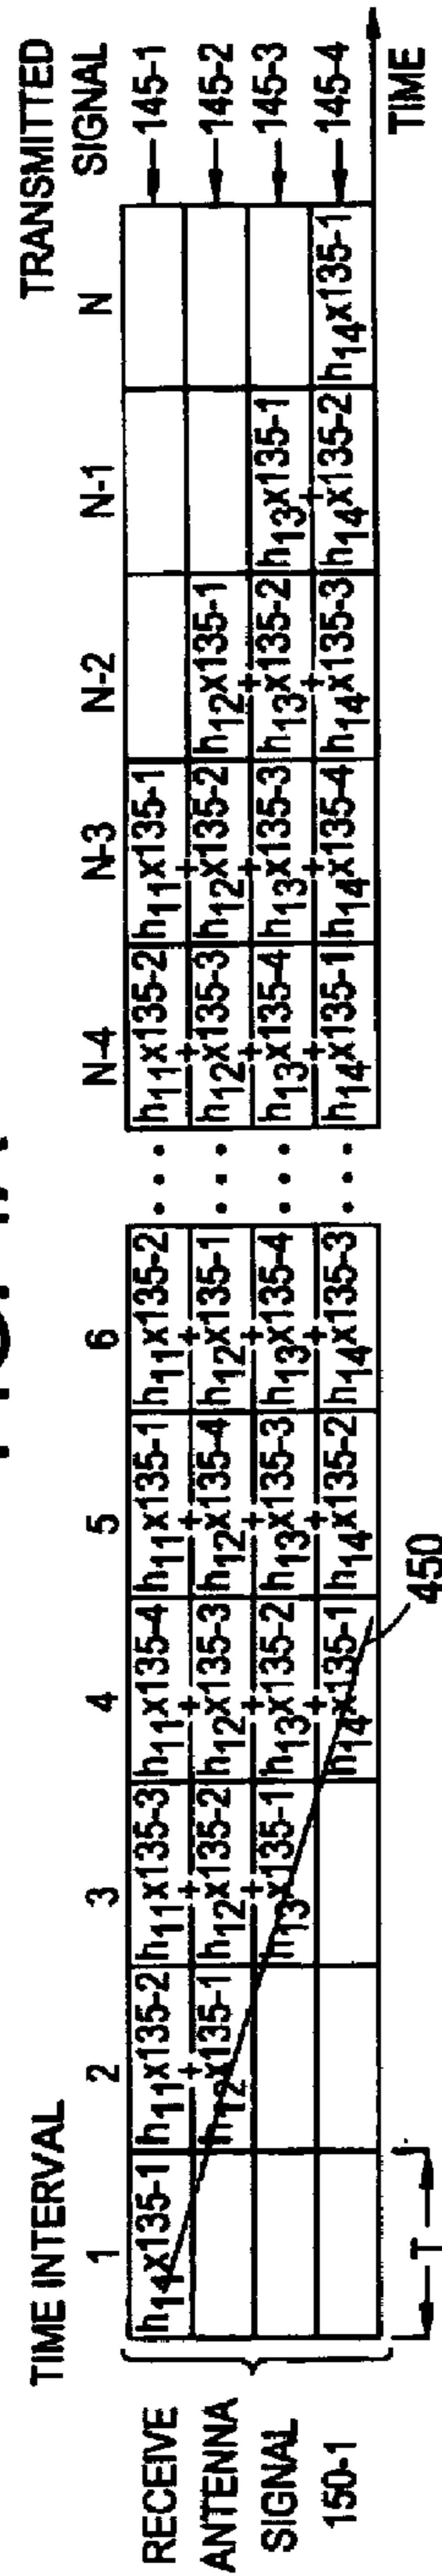 TRANSMITTED
TIME INTERVAL SIGNAL
1 2 3 4 5 6 N-4 N-3 N-2 N-1 N
h11x135-1 h11x135-2 h11x135-3 h11x135-4 h11x135-1 h11x135-2 ... h11x135-2 h11x135-1 145-1
+ + + + + + +
h12x135-1 h12x135-2 h12x135-3 h12x135-4 h12x135-1 ... h12x135-3 h12x135-2 h12x135-1 145-2
+ + + + + + +
h13x135-1 h13x135-2 h13x135-3 h13x135-4 ... h13x135-4 h13x135-3 h13x135-2 h13x135-1 145-3
+ + + + + + +
h14x135-1 h14x135-2 h14x135-3 ... h14x135-1 h14x135-4 h14x135-3 h14x135-2 h14x135-1 145-4
RECEIVE
ANTENNA
SIGNAL
150-1
T
450
TIME